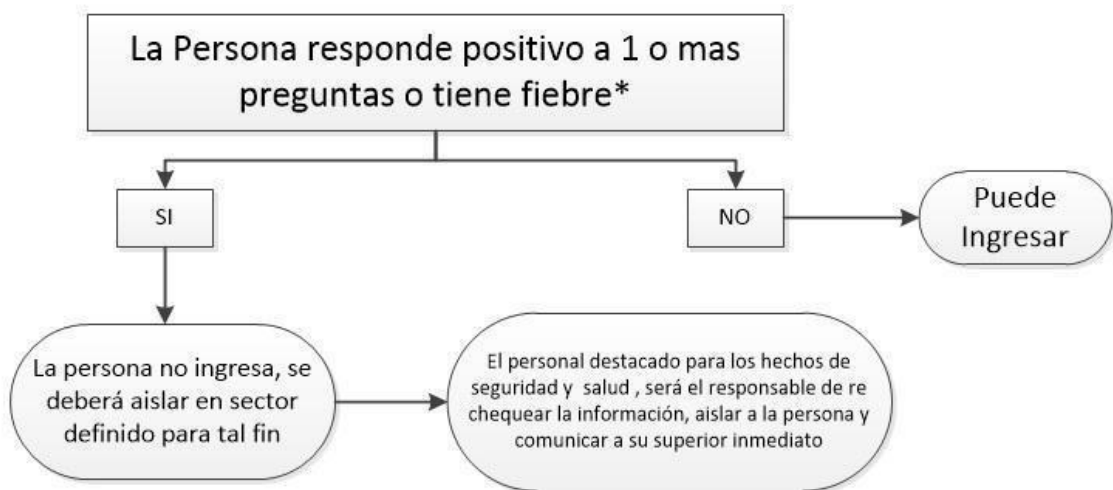 La Persona responde positivo a 1 o mas
preguntas o tiene fiebre*
SI
NO
Puede
Ingresar
La persona no ingresa, se
deberá aislar en sector
definido para tal fin
El personal destacado para los hechos de
seguridad y salud , será el responsable de re
chequear la información, aislar a la persona y
comunicar a su superior inmediato